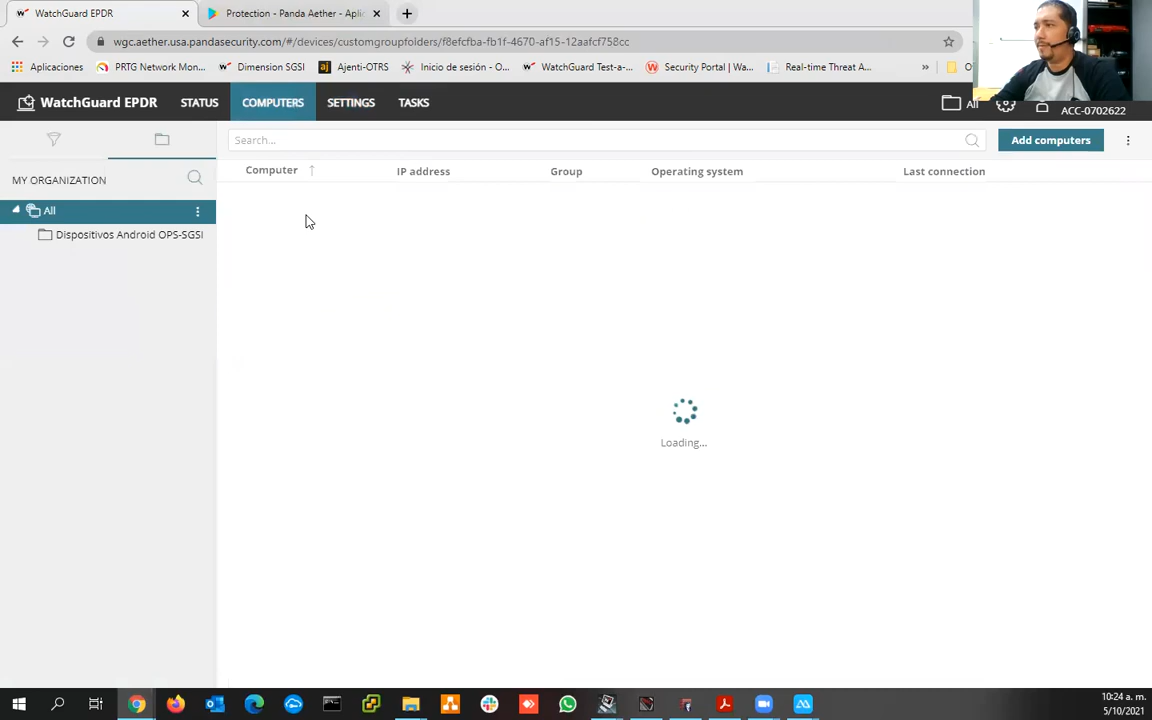 WatchGuard EPDR
Protection - Panda Aether - Aplic
wgc.aether.usa.pandasecurity.com/#/devices/customgroupfolders/f8efcfba-fb1f-4670-af15-12aafcf758cc
Aplicaciones
PRTG Network Mon...
Dimension SGSI
Ajenti-OTRS
Inicio de sesión - O...
WatchGuard Test-a-...
Security Portal | Wa...
Real-time Threat A...
WatchGuard EPDR
STATUS
COMPUTERS
SETTINGS
TASKS
All
ACC-0702622
Search...
Add computers
MY ORGANIZATION
Computer
IP address
Group
Operating system
Last connection
All
Dispositivos Android OPS-SGSI
Loading...
10:24 a. m.
5/10/2021